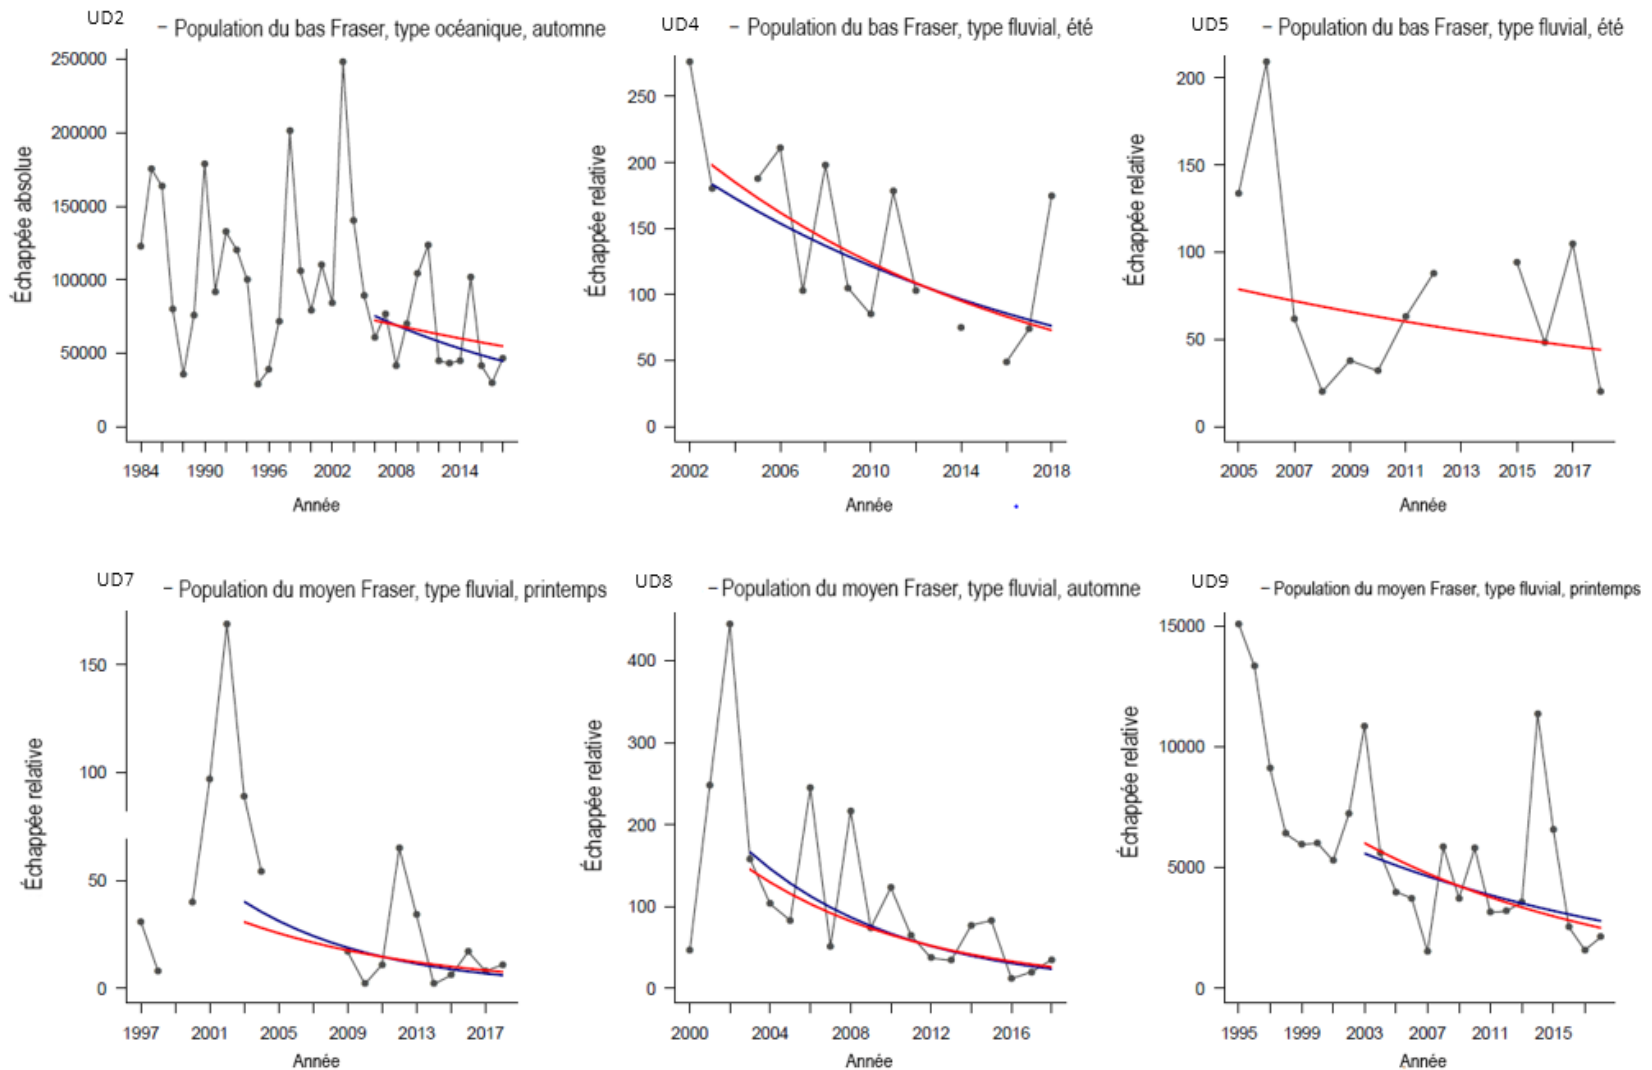 UD2
– Population du bas Fraser, type océanique, automne
Échappée absolue
250000
200000
150000
100000
50000
0
1984 1990 1996 2002 2008 2014
Année
UD4
– Population du bas Fraser, type fluvial, été
Échappée relative
250
200
150
100
50
0
2002 2006 2010 2014 2018
Année
UD5
– Population du bas Fraser, type fluvial, été
Échappée relative
200
150
100
50
0
2005 2007 2009 2011 2013 2015 2017
Année
UD7
– Population du moyen Fraser, type fluvial, printemps
Échappée relative
150
100
50
0
1997 2001 2005 2009 2013 2017
Année
UD8
– Population du moyen Fraser, type fluvial, automne
Échappée relative
400
300
200
100
0
2000 2004 2008 2012 2016
Année
UD9
– Population du moyen Fraser, type fluvial, printemps
Échappée relative
15000
10000
5000
0
1995 1999 2003 2007 2011 2015
Année